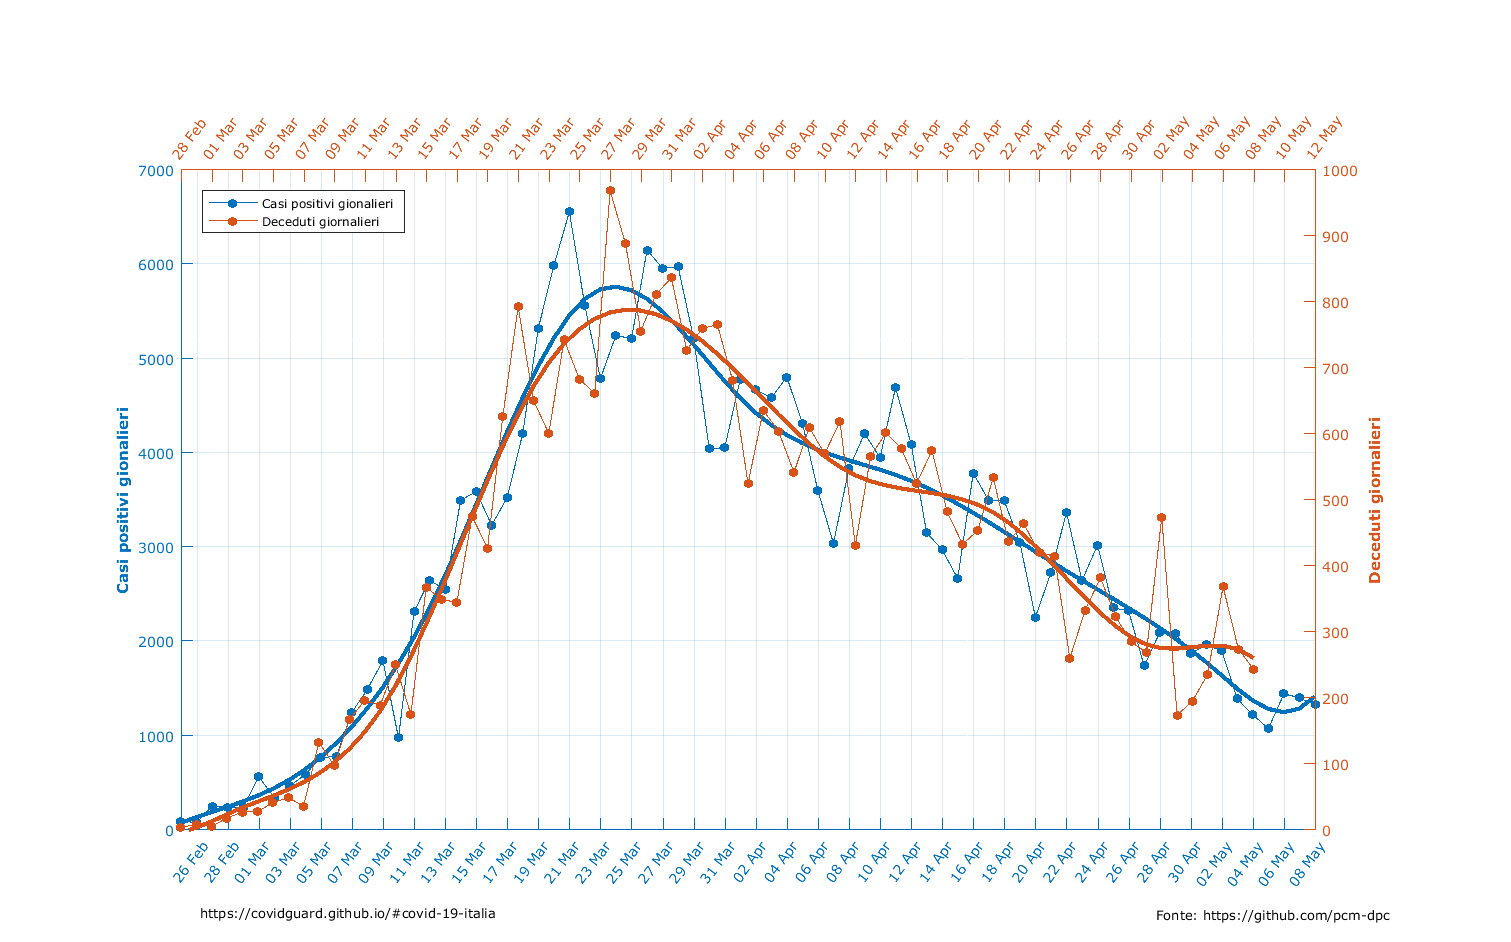 28 Feb
01 Mar
03 Mar
05 Mar
07 Mar
09 Mar
11 Mar
13 Mar
15 Mar
17 Mar
19 Mar
21 Mar
23 Mar
25 Mar
27 Mar
29 Mar
31 Mar
02 Apr
04 Apr
06 Apr
08 Apr
10 Apr
12 Apr
14 Apr
16 Apr
18 Apr
20 Apr
22 Apr
24 Apr
26 Apr
28 Apr
30 Apr
02 May
04 May
06 May
08 May
10 May
12 May
Casi positivi gionalieri
Deceduti giornalieri
7000
6000
5000
4000
3000
2000
1000
0
Casi positivi gionalieri
1000
900
800
700
600
500
400
300
200
100
0
Deceduti giornalieri
26 Feb
28 Feb
01 Mar
03 Mar
05 Mar
07 Mar
09 Mar
11 Mar
13 Mar
15 Mar
17 Mar
19 Mar
21 Mar
23 Mar
25 Mar
27 Mar
29 Mar
31 Mar
02 Apr
04 Apr
06 Apr
08 Apr
10 Apr
12 Apr
14 Apr
16 Apr
18 Apr
20 Apr
22 Apr
24 Apr
26 Apr
28 Apr
30 Apr
02 May
04 May
06 May
08 May
https://covidguard.github.io/#covid-19-italia
Fonte: https://github.com/pcm-dpc